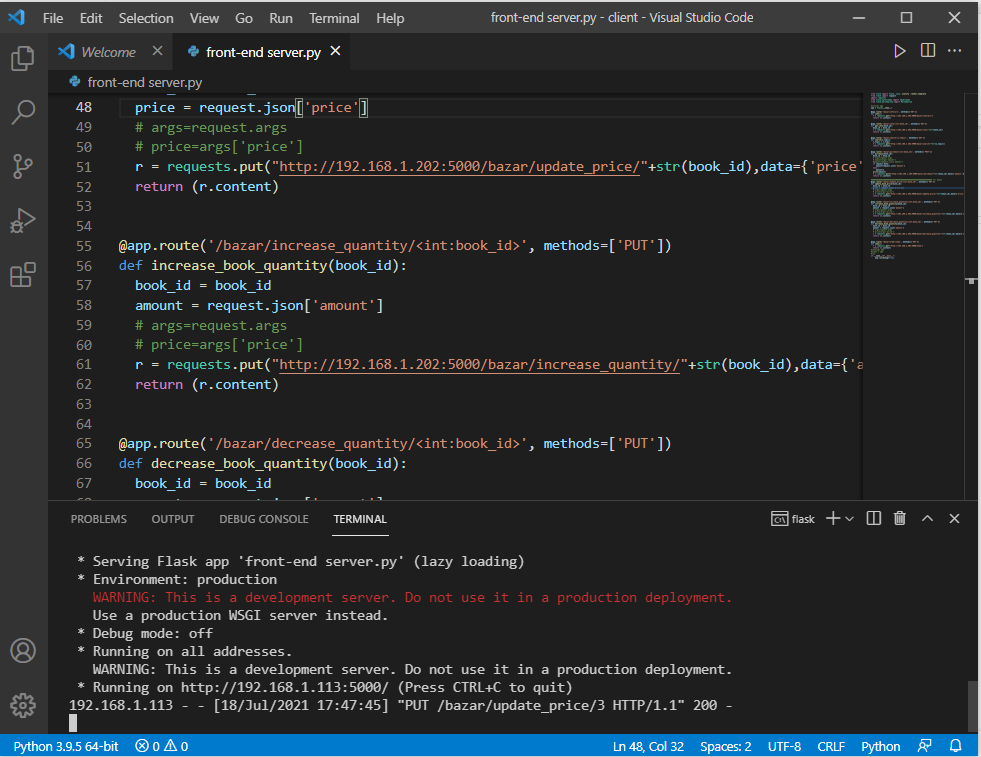 File Edit Selection View Go Run Terminal Help front-end server.py - client - Visual Studio Code
Welcome front-end server.py
front-end server.py
48 price = request.json['price']
49 # args=request.args
50 # price=args['price']
51 r = requests.put("http://192.168.1.202:5000/bazar/update_price/"+str(book_id),data={'price'
52 return (r.content)
53
54
55 @app.route('/bazar/increase_quantity/<int:book_id>', methods=['PUT'])
56 def increase_book_quantity(book_id):
57 book_id = book_id
58 amount = request.json['amount']
59 # args=request.args
60 # price=args['price']
61 r = requests.put("http://192.168.1.202:5000/bazar/increase_quantity/"+str(book_id),data={'a
62 return (r.content)
63
64
65 @app.route('/bazar/decrease_quantity/<int:book_id>', methods=['PUT'])
66 def decrease_book_quantity(book_id):
67 book_id = book_id
PROBLEMS OUTPUT DEBUG CONSOLE TERMINAL flask
* Serving Flask app 'front-end server.py' (lazy loading)
* Environment: production
WARNING: This is a development server. Do not use it in a production deployment.
Use a production WSGI server instead.
* Debug mode: off
* Running on all addresses.
WARNING: This is a development server. Do not use it in a production deployment.
* Running on http://192.168.1.113:5000/ (Press CTRL+C to quit)
192.168.1.113 - - [18/Jul/2021 17:47:45] "PUT /bazar/update_price/3 HTTP/1.1" 200 -
Python 3.9.5 64-bit 0 0 Ln 48, Col 32 Spaces: 2 UTF-8 CRLF Python